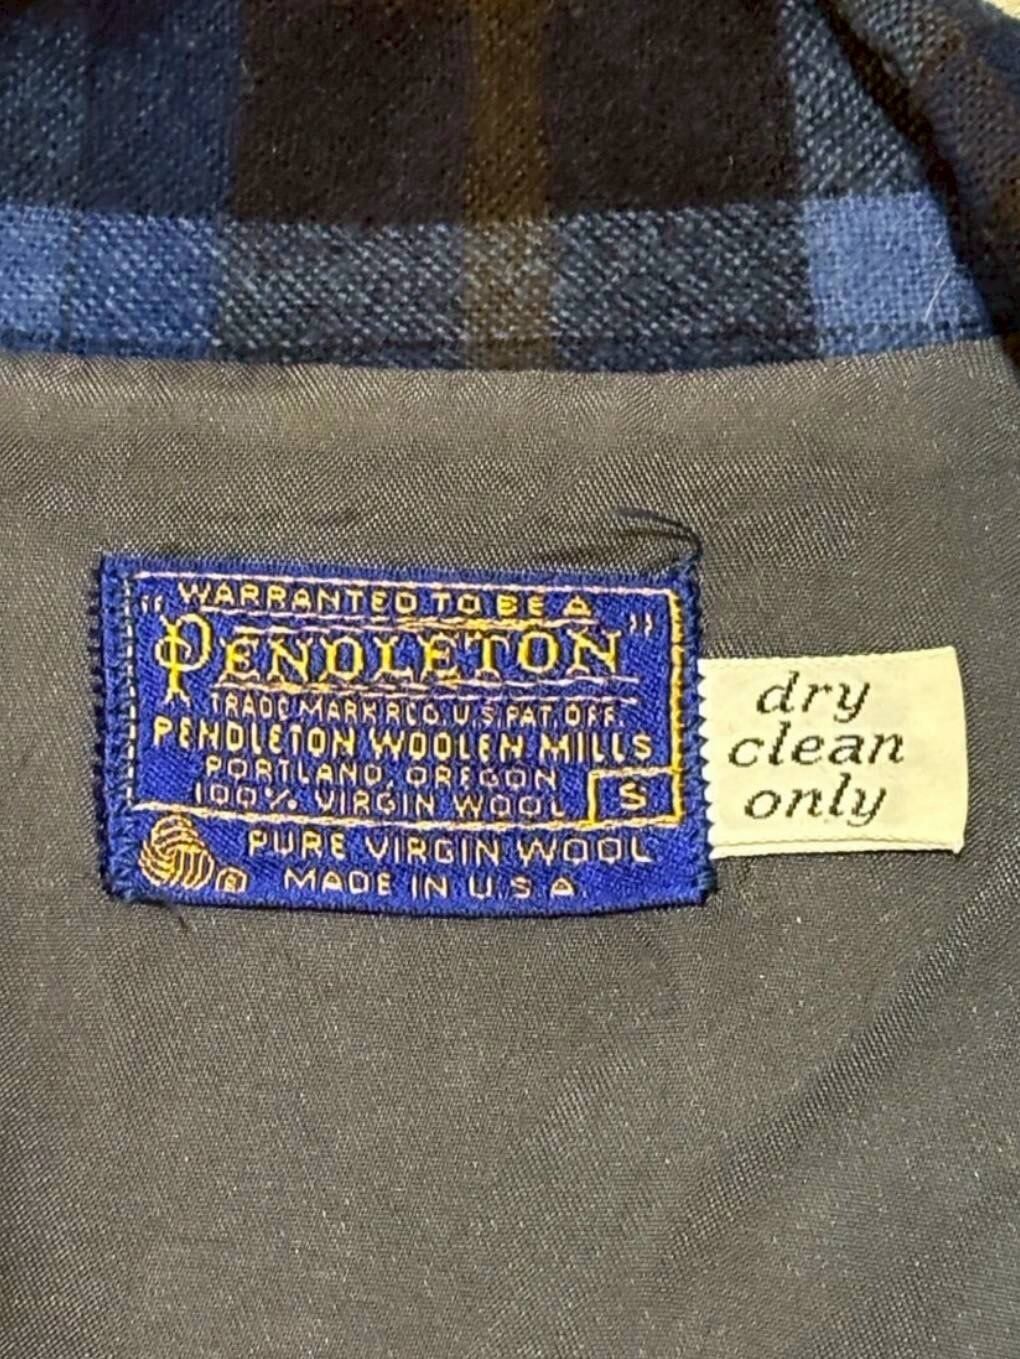 "WARRANTED TO BE A
PENDLETON"
TRADE MARK REG. U.S. PAT. OFF.
PENDLETON WOOLEN MILLS
PORTLAND, OREGON
100% VIRGIN WOOL S
PURE VIRGIN WOOL
® MADE IN U.S.A.
dry
clean
only